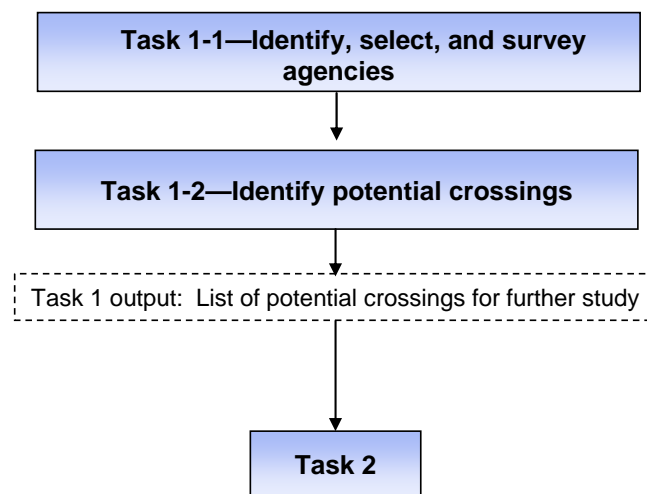 Task 1-1—Identify, select, and survey
agencies
Task 1-2—Identify potential crossings
Task 1 output:  List of potential crossings for further study
Task 2